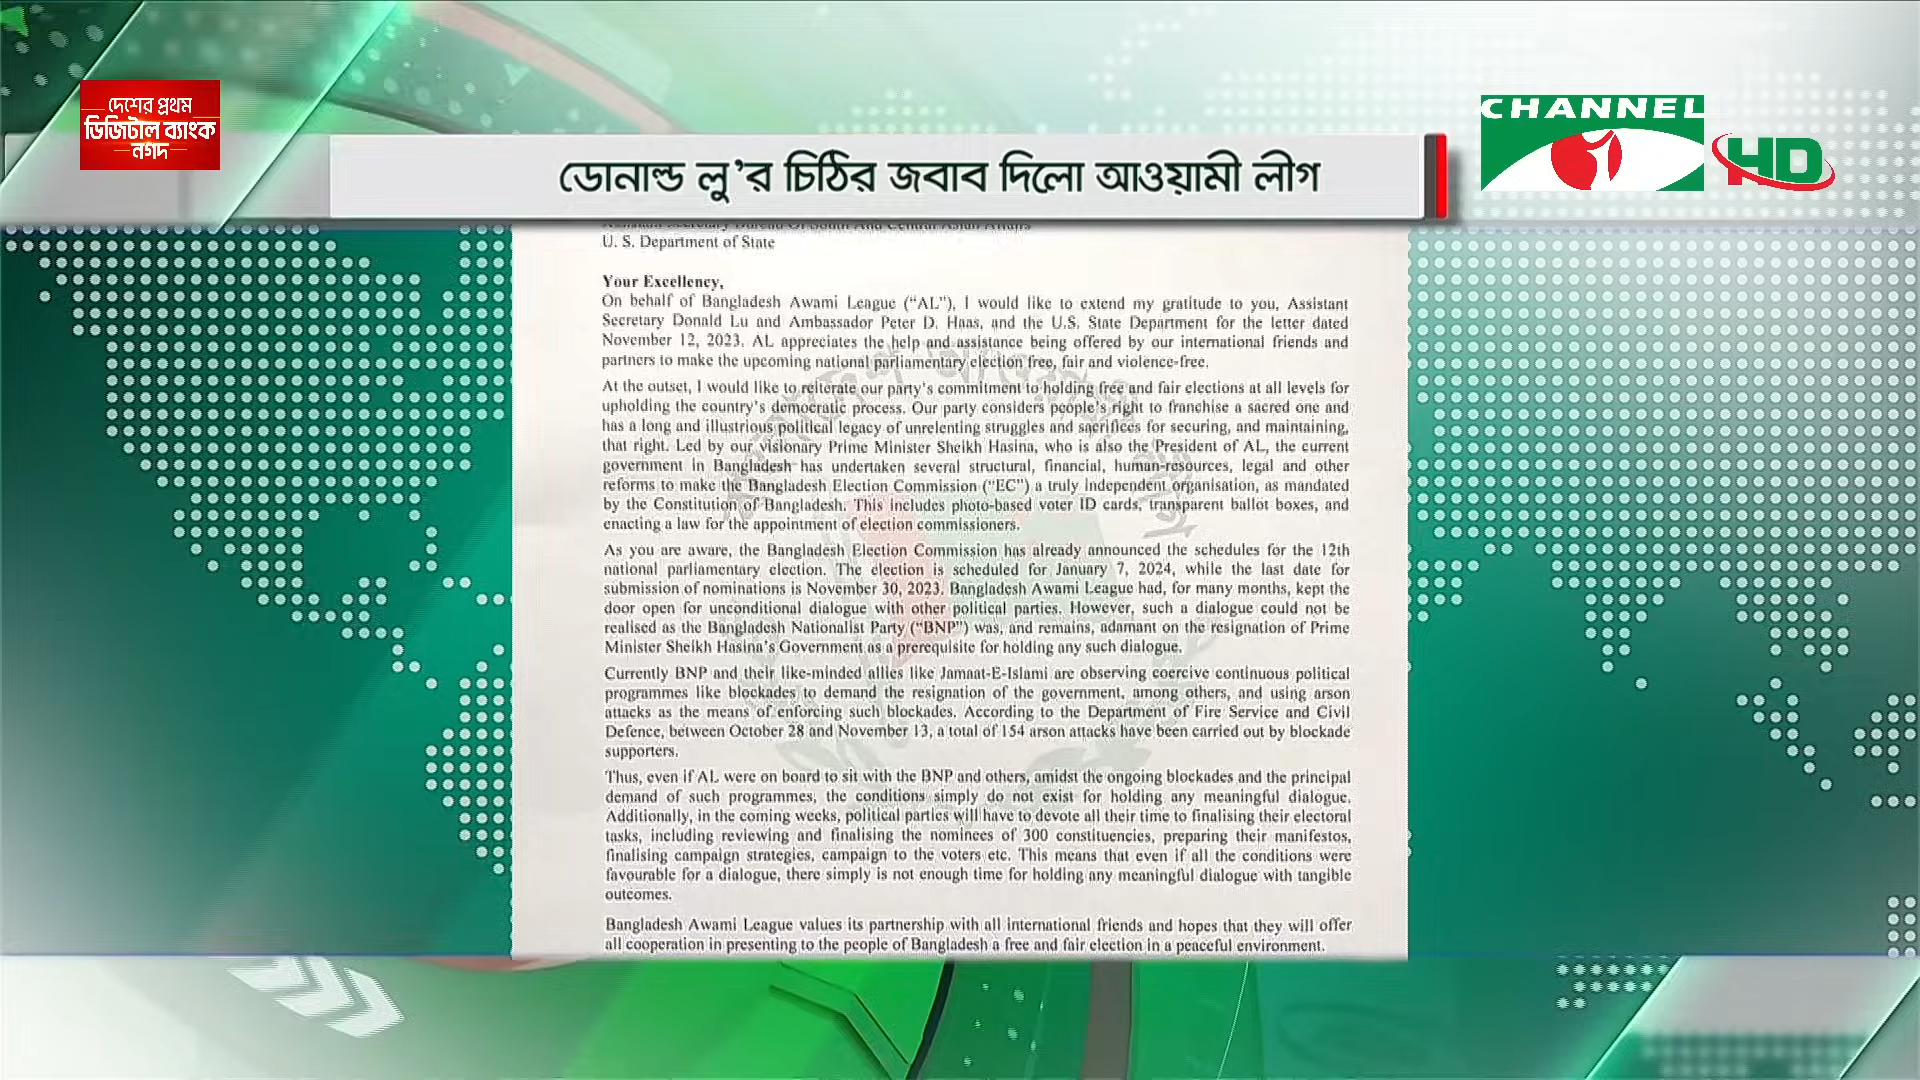 দেশের প্রথম
ডিজিটাল ব্যাংক
নগদ
CHANNEL
HD
ডোনাল্ড লু’র চিঠির জবাব দিলো আওয়ামী লীগ
Assistant Secretary Bureau Of South And Central Asian Affairs
U. S. Department of State
Your Excellency,
On behalf of Bangladesh Awami League (“AL”), I would like to extend my gratitude to you, Assistant
Secretary Donald Lu and Ambassador Peter D. Haas, and the U.S. State Department for the letter dated
November 12, 2023. AL appreciates the help and assistance being offered by our international friends and
partners to make the upcoming national parliamentary election free, fair and violence-free.
At the outset, I would like to reiterate our party’s commitment to holding free and fair elections at all levels for
upholding the country’s democratic process. Our party considers people’s right to franchise a sacred one and
has a long and illustrious political legacy of unrelenting struggles and sacrifices for securing, and maintaining,
that right. Led by our visionary Prime Minister Sheikh Hasina, who is also the President of AL, the current
government in Bangladesh has undertaken several structural, financial, human-resources, legal and other
reforms to make the Bangladesh Election Commission (“EC”) a truly independent organisation, as mandated
by the Constitution of Bangladesh. This includes photo-based voter ID cards, transparent ballot boxes, and
enacting a law for the appointment of election commissioners.
As you are aware, the Bangladesh Election Commission has already announced the schedules for the 12th
national parliamentary election. The election is scheduled for January 7, 2024, while the last date for
submission of nominations is November 30, 2023. Bangladesh Awami League had, for many months, kept the
door open for unconditional dialogue with other political parties. However, such a dialogue could not be
realised as the Bangladesh Nationalist Party (“BNP”) was, and remains, adamant on the resignation of Prime
Minister Sheikh Hasina’s Government as a prerequisite for holding any such dialogue.
Currently BNP and their like-minded allies like Jamaat-E-Islami are observing coercive continuous political
programmes like blockades to demand the resignation of the government, among others, and using arson
attacks as the means of enforcing such blockades. According to the Department of Fire Service and Civil
Defence, between October 28 and November 13, a total of 154 arson attacks have been carried out by blockade
supporters.
Thus, even if AL were on board to sit with the BNP and others, amidst the ongoing blockades and the principal
demand of such programmes, the conditions simply do not exist for holding any meaningful dialogue.
Additionally, in the coming weeks, political parties will have to devote all their time to finalising their electoral
tasks, including reviewing and finalising the nominees of 300 constituencies, preparing their manifestos,
finalising campaign strategies, campaign to the voters etc. This means that even if all the conditions were
favourable for a dialogue, there simply is not enough time for holding any meaningful dialogue with tangible
outcomes.
Bangladesh Awami League values its partnership with all international friends and hopes that they will offer
all cooperation in presenting to the people of Bangladesh a free and fair election in a peaceful environment.